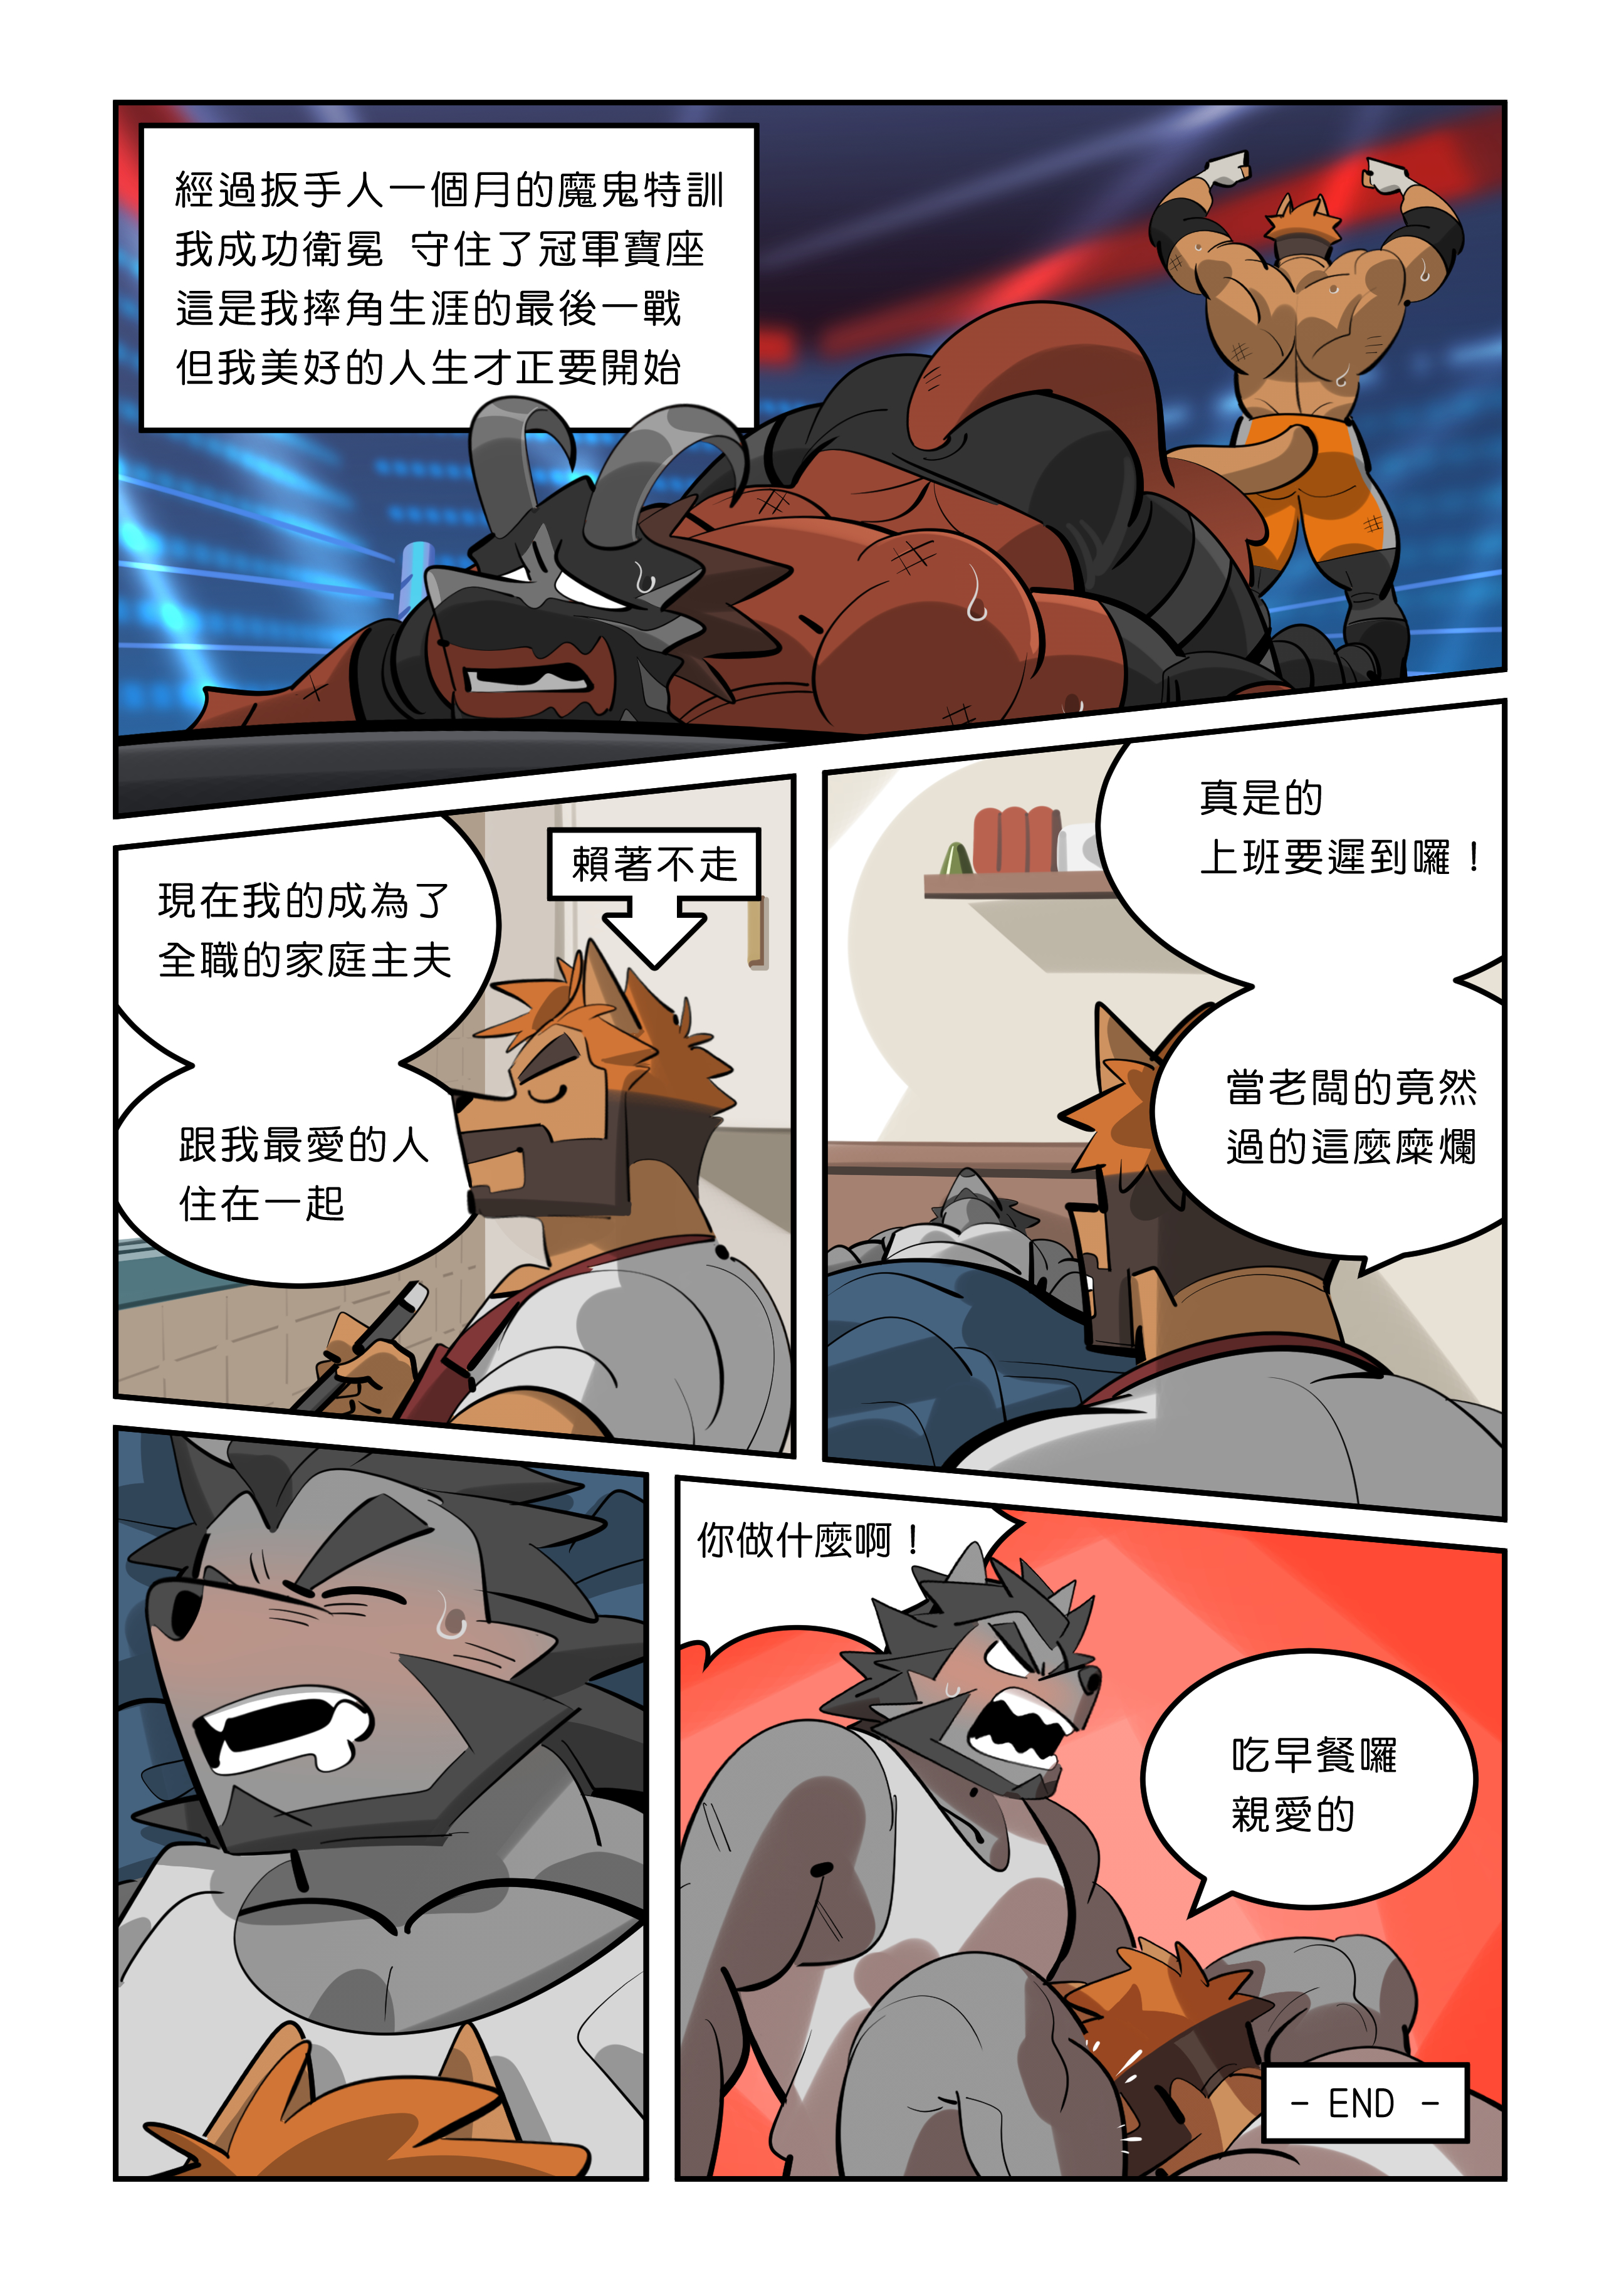 經過扳手人一個月的魔鬼特訓
我成功衛冕 守住了冠軍寶座
這是我摔角生涯的最後一戰
但我美好的人生才正要開始
現在我的成為了
全職的家庭主夫
賴著不走
跟我最愛的人
住在一起
真是的
上班要遲到囉！
當老闆的竟然
過的這麼糜爛
你做什麼啊！
吃早餐囉
親愛的
- END -